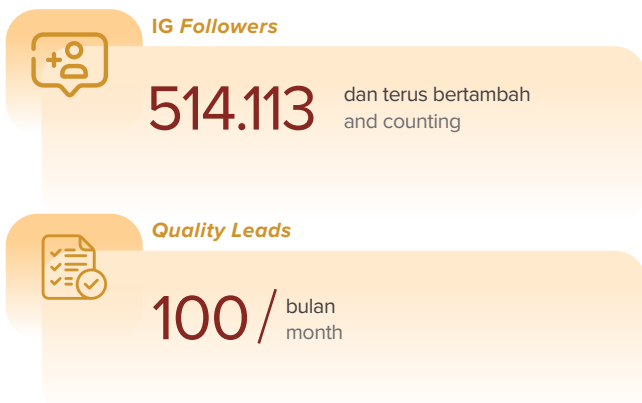 IG Followers
514.113
dan terus bertambah
and counting
Quality Leads
100 /
bulan
month